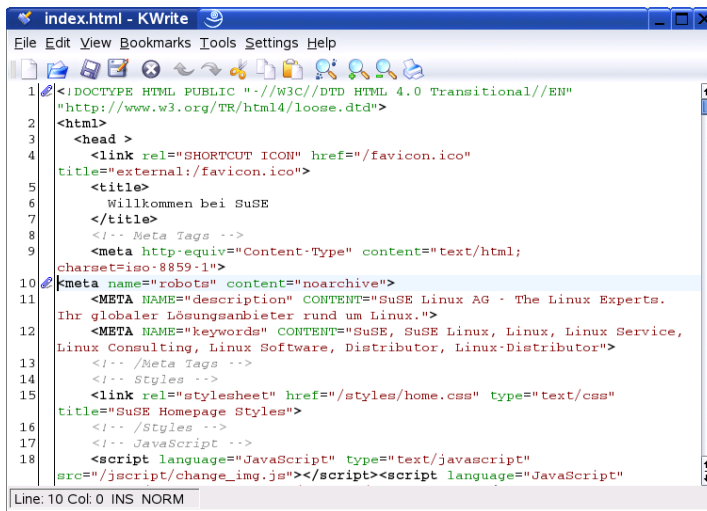 index.html - KWrite
File Edit View Bookmarks Tools Settings Help
1 <!DOCTYPE HTML PUBLIC "-//W3C//DTD HTML 4.0 Transitional//EN"
"http://www.w3.org/TR/html4/loose.dtd">
2 <html>
3 <head >
4 <link rel="SHORTCUT ICON" href="/favicon.ico"
title="external:/favicon.ico">
5 <title>
6 Willkommen bei SuSE
7 </title>
8 <!-- Meta Tags -->
9 <meta http-equiv="Content-Type" content="text/html;
charset=iso-8859-1">
10 <meta name="robots" content="noarchive">
11 <META NAME="description" CONTENT="SuSE Linux AG - The Linux Experts.
Ihr globaler Lösungsanbieter rund um Linux.">
12 <META NAME="keywords" CONTENT="SuSE, SuSE Linux, Linux, Linux Service,
Linux Consulting, Linux Software, Distributor, Linux-Distributor">
13 <!-- /Meta Tags -->
14 <!-- Styles -->
15 <link rel="stylesheet" href="/styles/home.css" type="text/css"
title="SuSE Homepage Styles">
16 <!-- /Styles -->
17 <!-- JavaScript -->
18 <script language="JavaScript" type="text/javascript"
src="/jscript/change_img.js"></script><script language="JavaScript"
Line: 10 Col: 0 INS NORM